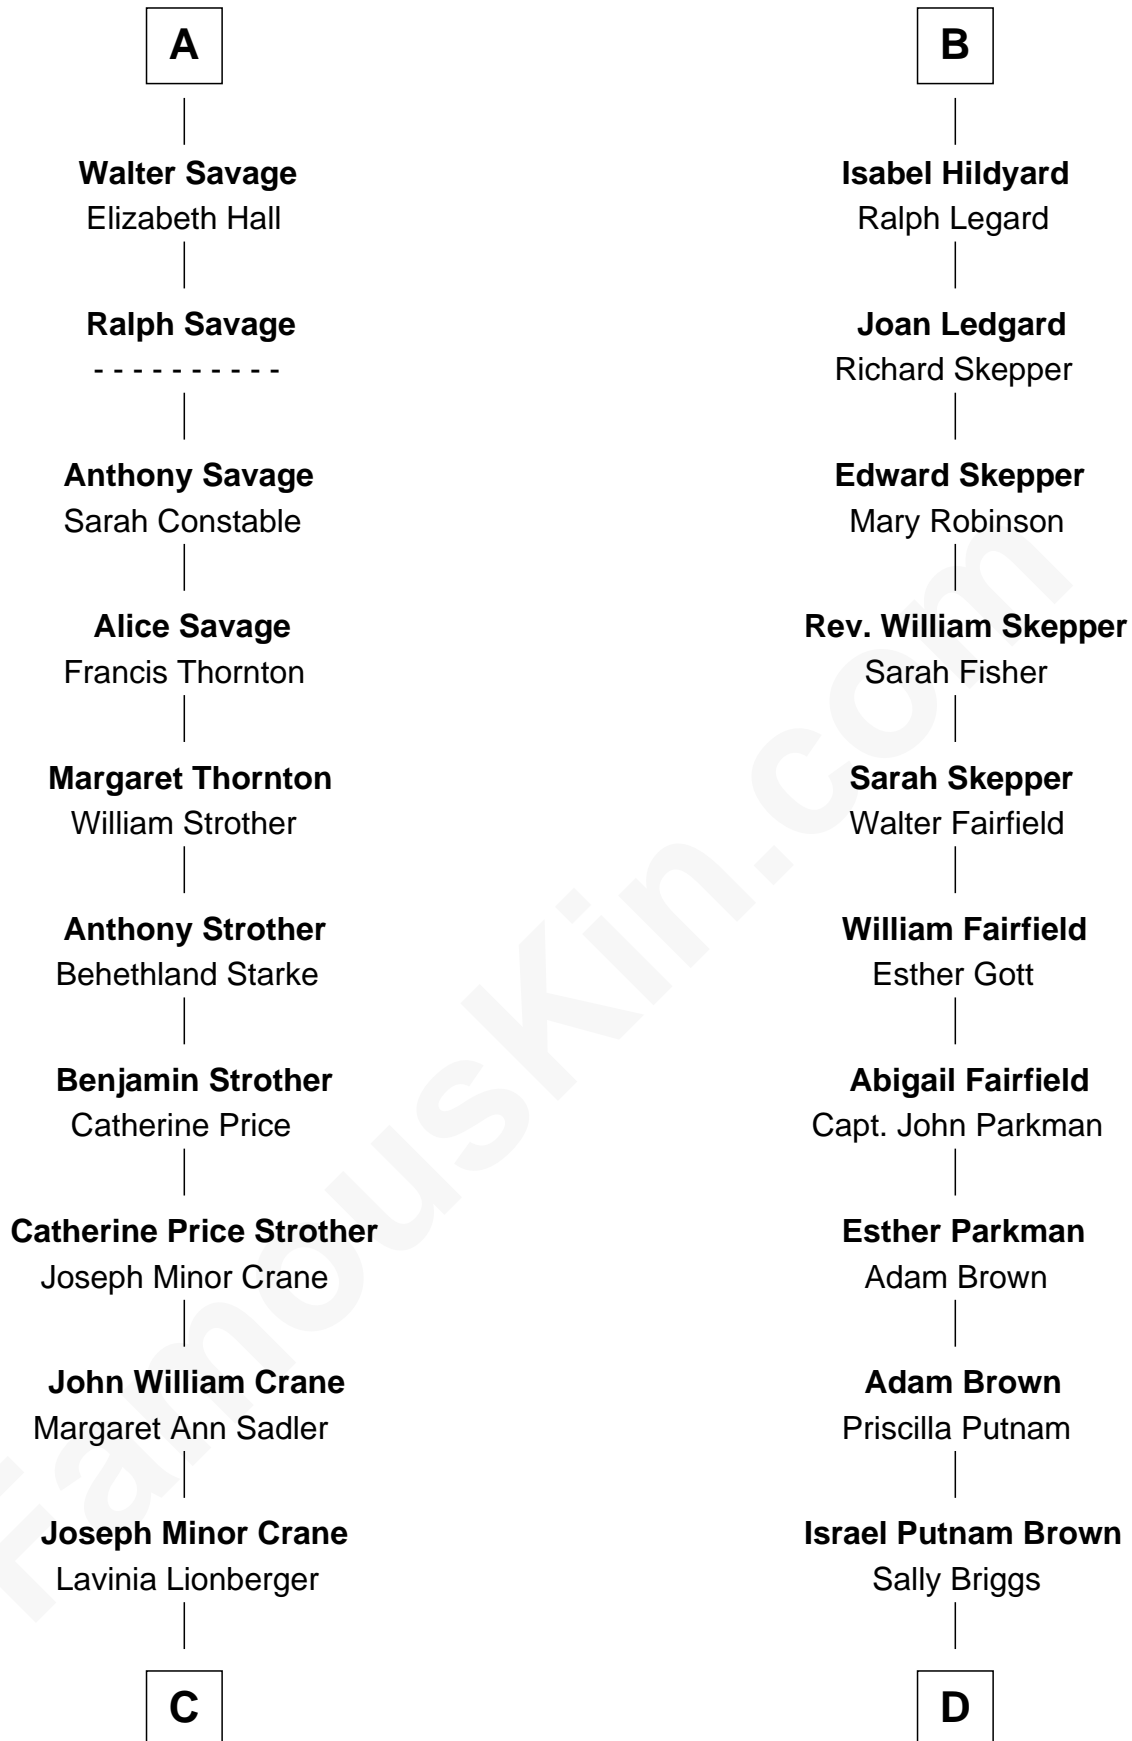 A
Walter Savage
Elizabeth Hall
Ralph Savage
- - - - - - - - - -
Anthony Savage
Sarah Constable
Alice Savage
Francis Thornton
Margaret Thornton
William Strother
Anthony Strother
Behethland Starke
Benjamin Strother
Catherine Price
Catherine Price Strother
Joseph Minor Crane
John William Crane
Margaret Ann Sadler
Joseph Minor Crane
Lavinia Lionberger
C
B
Isabel Hildyard
Ralph Legard
Joan Ledgard
Richard Skepper
Edward Skepper
Mary Robinson
Rev. William Skepper
Sarah Fisher
Sarah Skepper
Walter Fairfield
William Fairfield
Esther Gott
Abigail Fairfield
Capt. John Parkman
Esther Parkman
Adam Brown
Adam Brown
Priscilla Putnam
Israel Putnam Brown
Sally Briggs
D
FamousKin.com